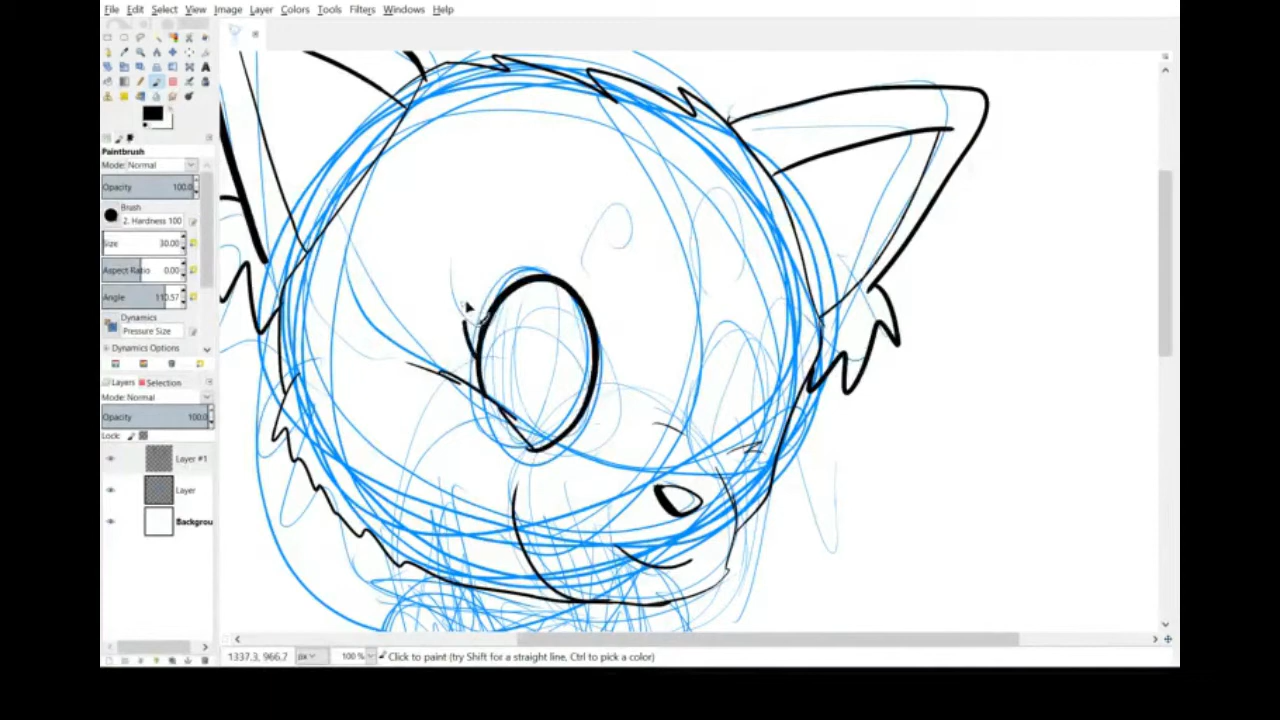 File Edit Select View Image Layer Colors Tools Filters Windows Help
Paintbrush
Mode: Normal
Opacity 100.0
Brush
2. Hardness 100
Size 30.00
Aspect Ratio 0.00
Angle 110.57
Dynamics
Pressure Size
Dynamics Options
Layers Selection
Mode: Normal
Opacity 100.0
Lock:
Layer #1
Layer
Backgrou
1337.3, 966.7 px 100 % Click to paint (try Shift for a straight line, Ctrl to pick a color)